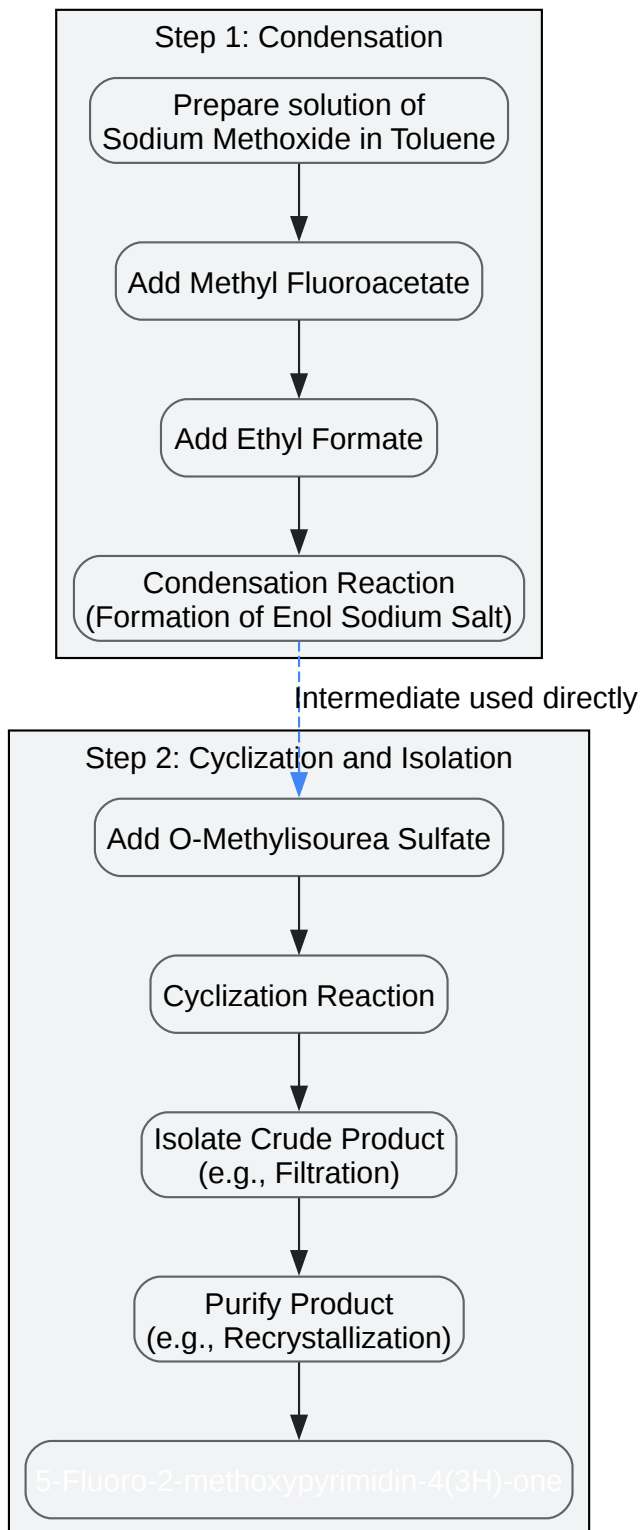 Step 1: Condensation
Prepare solution of
Sodium Methoxide in Toluene
Add Methyl Fluoroacetate
Add Ethyl Formate
Condensation Reaction
(Formation of Enol Sodium Salt)
Intermediate used directly
Step 2: Cyclization and Isolation
Add O-Methylisourea Sulfate
Cyclization Reaction
Isolate Crude Product
(e.g., Filtration)
Purify Product
(e.g., Recrystallization)
5-Fluoro-2-methoxypyrimidin-4(3H)-one